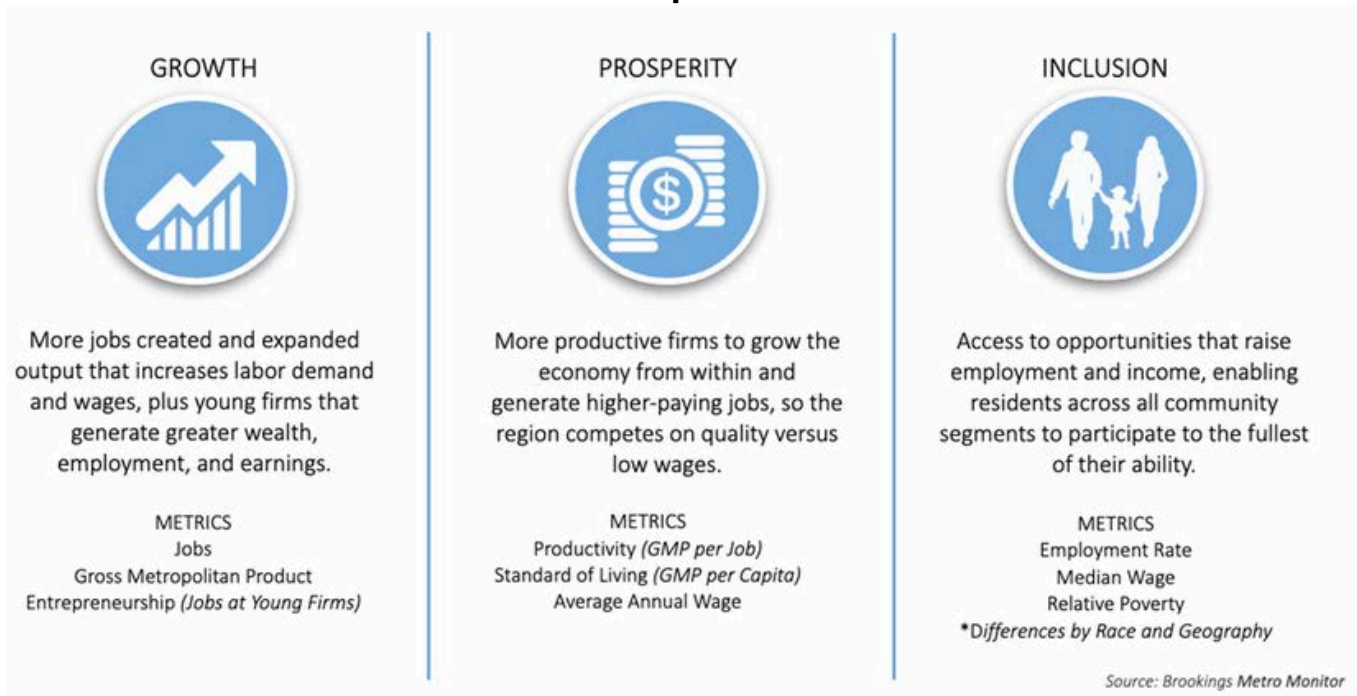 GROWTH
More jobs created and expanded
output that increases labor demand
and wages, plus young firms that
generate greater wealth,
employment, and earnings.
METRICS
Jobs
Gross Metropolitan Product
Entrepreneurship (Jobs at Young Firms)
PROSPERITY
$
More productive firms to grow the
economy from within and
generate higher-paying jobs, so the
region competes on quality versus
low wages.
METRICS
Productivity (GMP per Job)
Standard of Living (GMP per Capita)
Average Annual Wage
INCLUSION
Access to opportunities that raise
employment and income, enabling
residents across all community
segments to participate to the fullest
of their ability.
METRICS
Employment Rate
Median Wage
Relative Poverty
*Differences by Race and Geography
Source: Brookings Metro Monitor